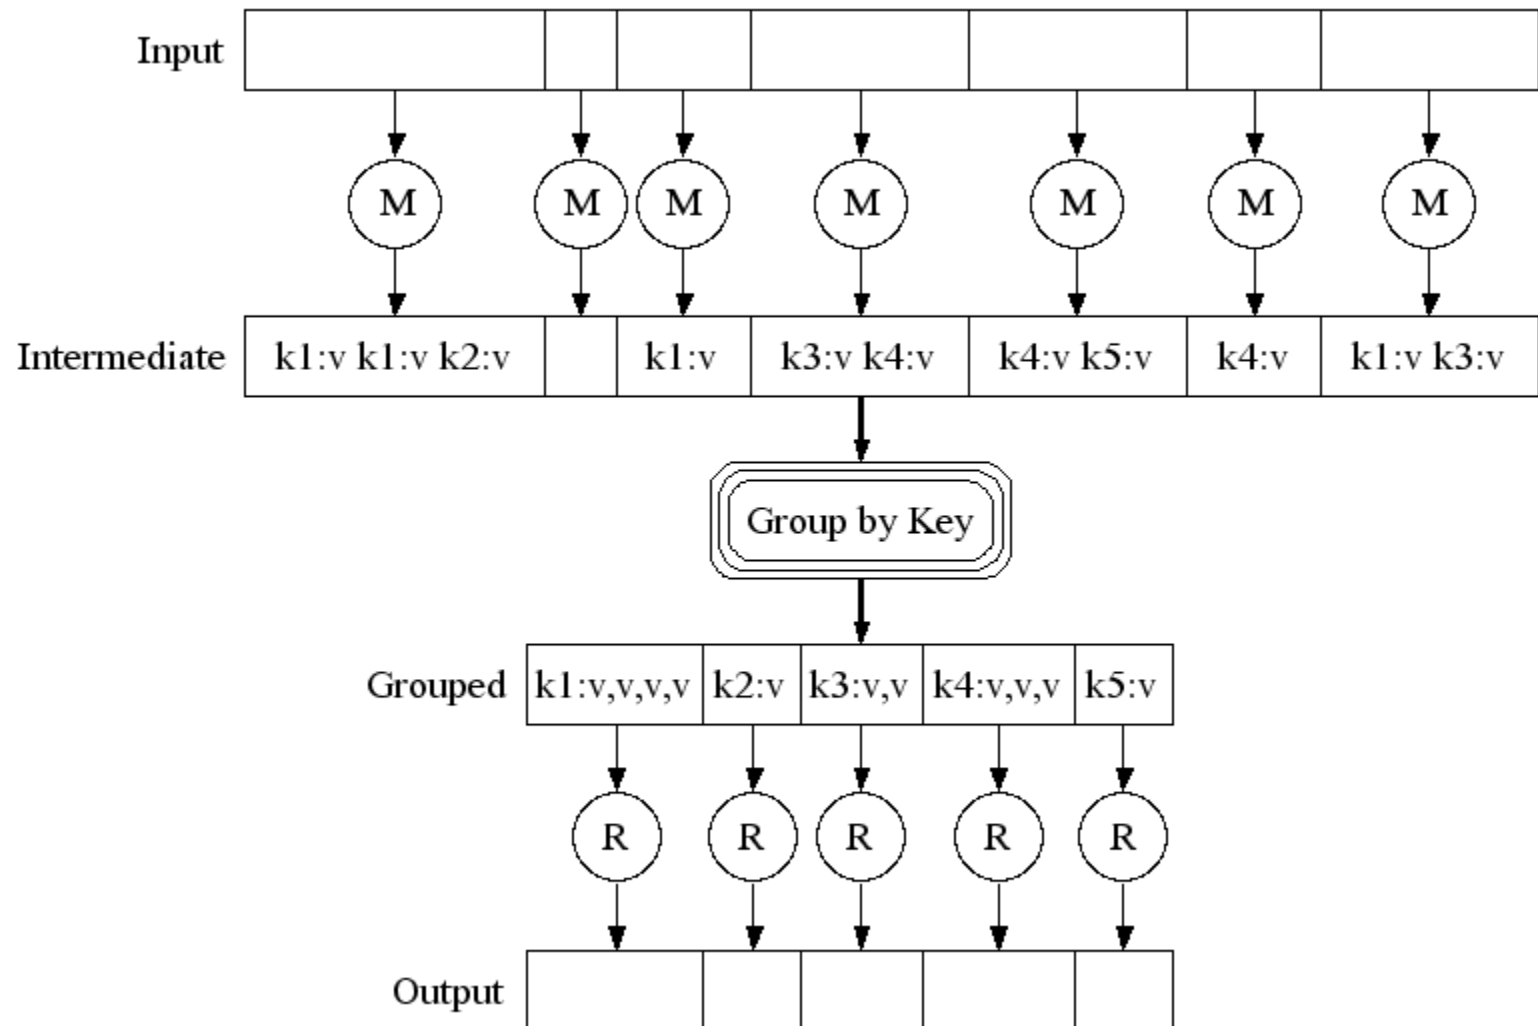 Input
M M M M M M M
Intermediate k1:v k1:v k2:v k1:v k3:v k4:v k4:v k5:v k4:v k1:v k3:v
Group by Key
Grouped k1:v,v,v,v k2:v k3:v,v k4:v,v,v k5:v
R R R R R
Output